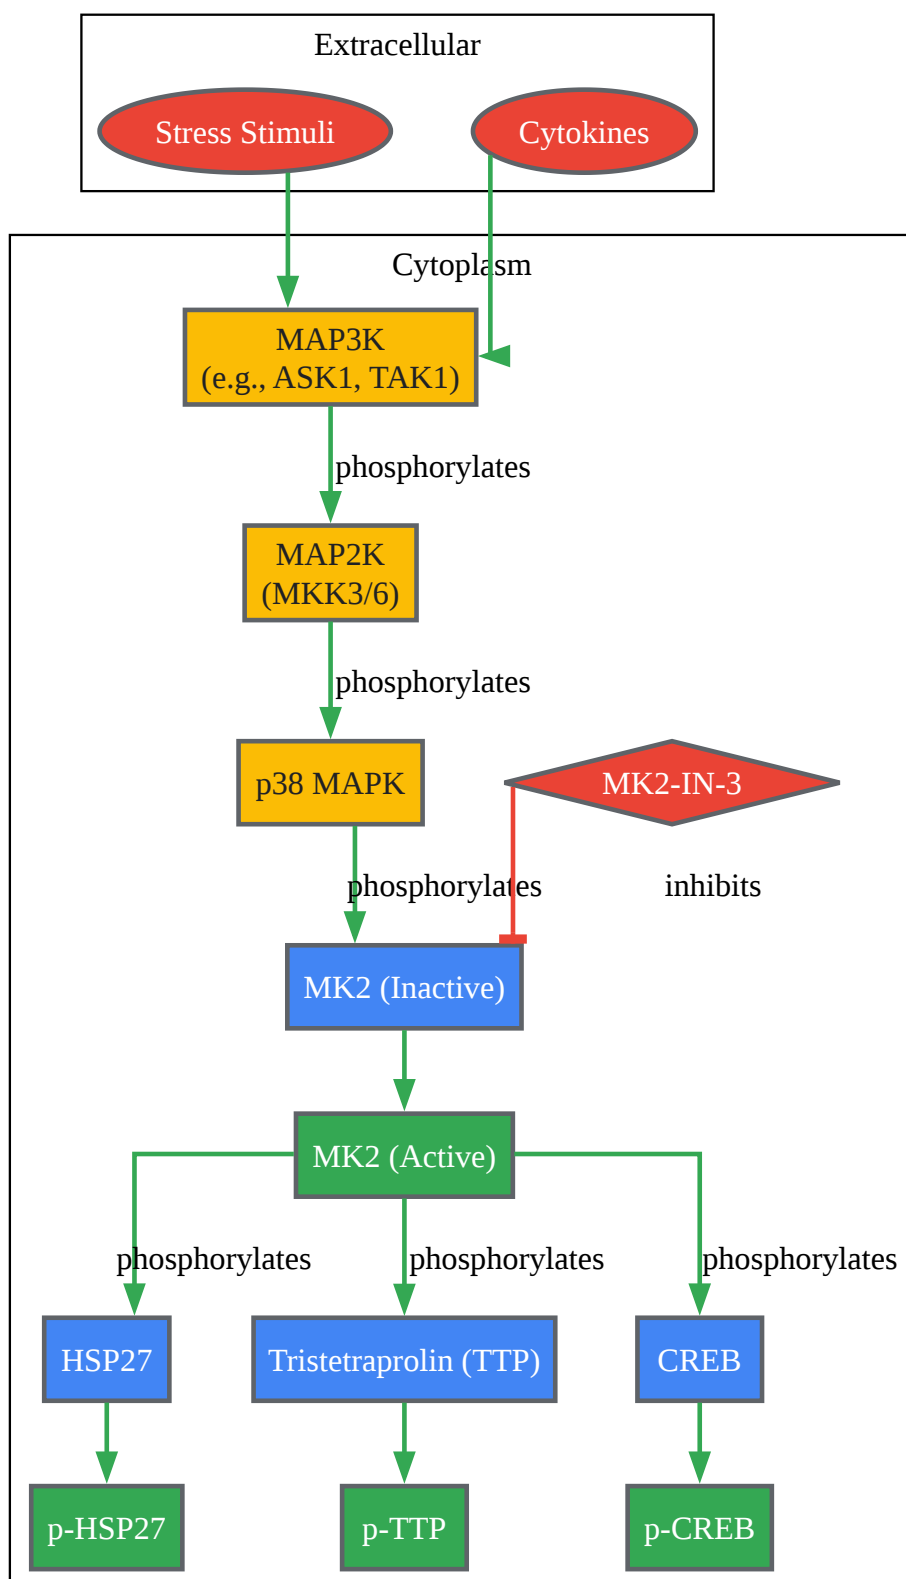 Extracellular
Stress Stimuli
Cytokines
Cytoplasm
MAP3K
(e.g., ASK1, TAK1)
phosphorylates
MAP2K
(MKK3/6)
phosphorylates
p38 MAPK
MK2-IN-3
phosphorylates
inhibits
MK2 (Inactive)
MK2 (Active)
phosphorylates
phosphorylates
phosphorylates
HSP27
Tristetraprolin (TTP)
CREB
p-HSP27
p-TTP
p-CREB